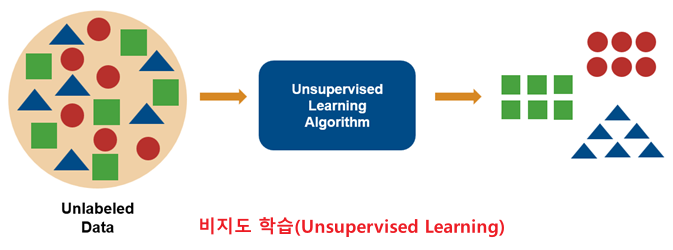 Unsupervised
Learning
Algorithm
Unlabeled
Data
비지도 학습(Unsupervised Learning)